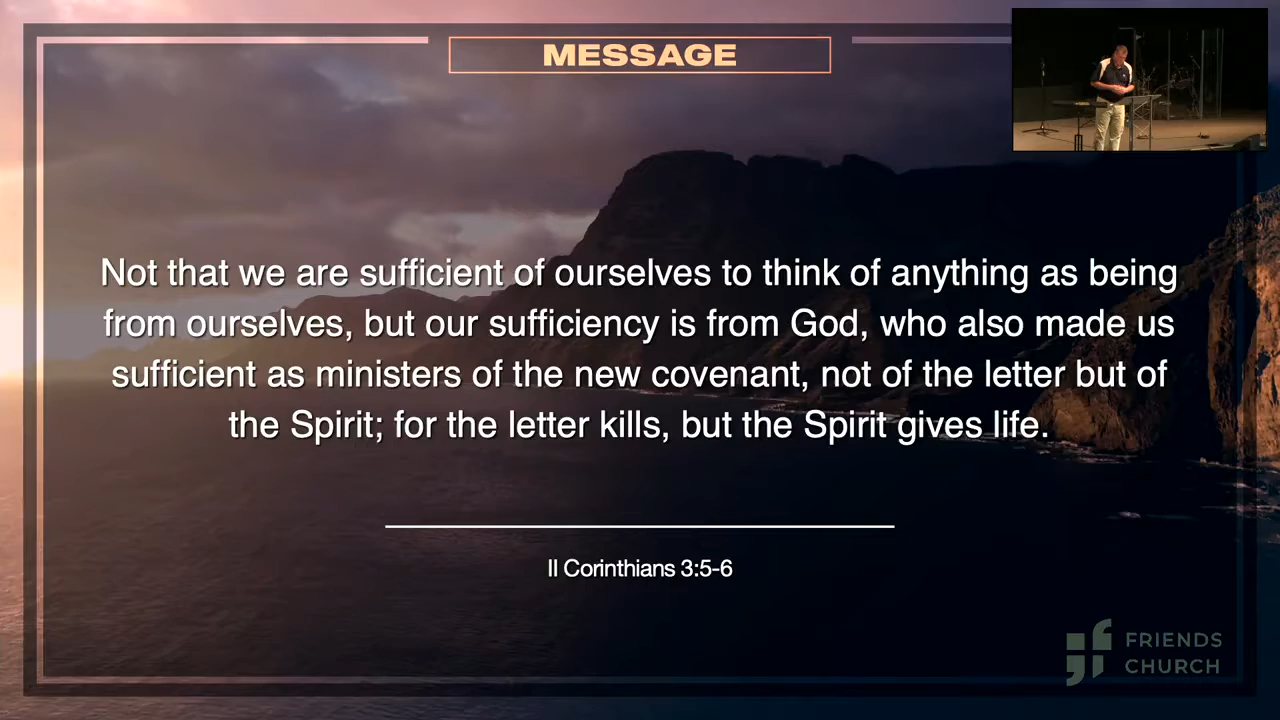 MESSAGE
Not that we are sufficient of ourselves to think of anything as being
from ourselves, but our sufficiency is from God, who also made us
sufficient as ministers of the new covenant, not of the letter but of
the Spirit; for the letter kills, but the Spirit gives life.
II Corinthians 3:5-6
FRIENDS
CHURCH